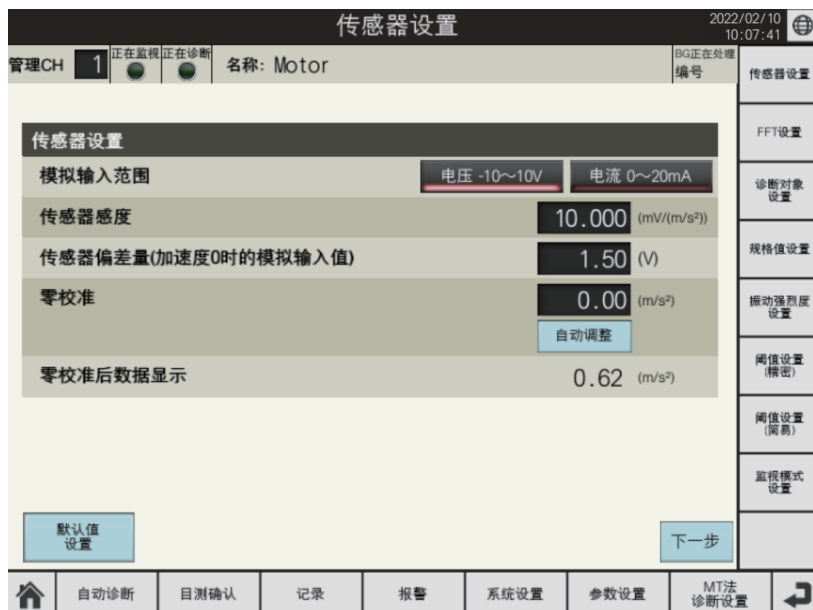 传感器设置
2022/02/10
10:07:41
管理CH 1 正在监视 正在诊断 名称: Motor
BG正在处理
编号
传感器设置
模拟输入范围 电压 -10～10V 电流 0～20mA
传感器感度 10.000 (mV/(m/s²))
传感器偏差量(加速度0时的模拟输入值) 1.50 (V)
零校准 0.00 (m/s²)
自动调整
零校准后数据显示 0.62 (m/s²)
默认值
设置
下一步
传感器设置
FFT设置
诊断对象
设置
规格值设置
振动强烈度
设置
阈值设置
(精密)
阈值设置
(简易)
监视模式
设置
自动诊断 目测确认 记录 报警 系统设置 参数设置 MT法
诊断设置